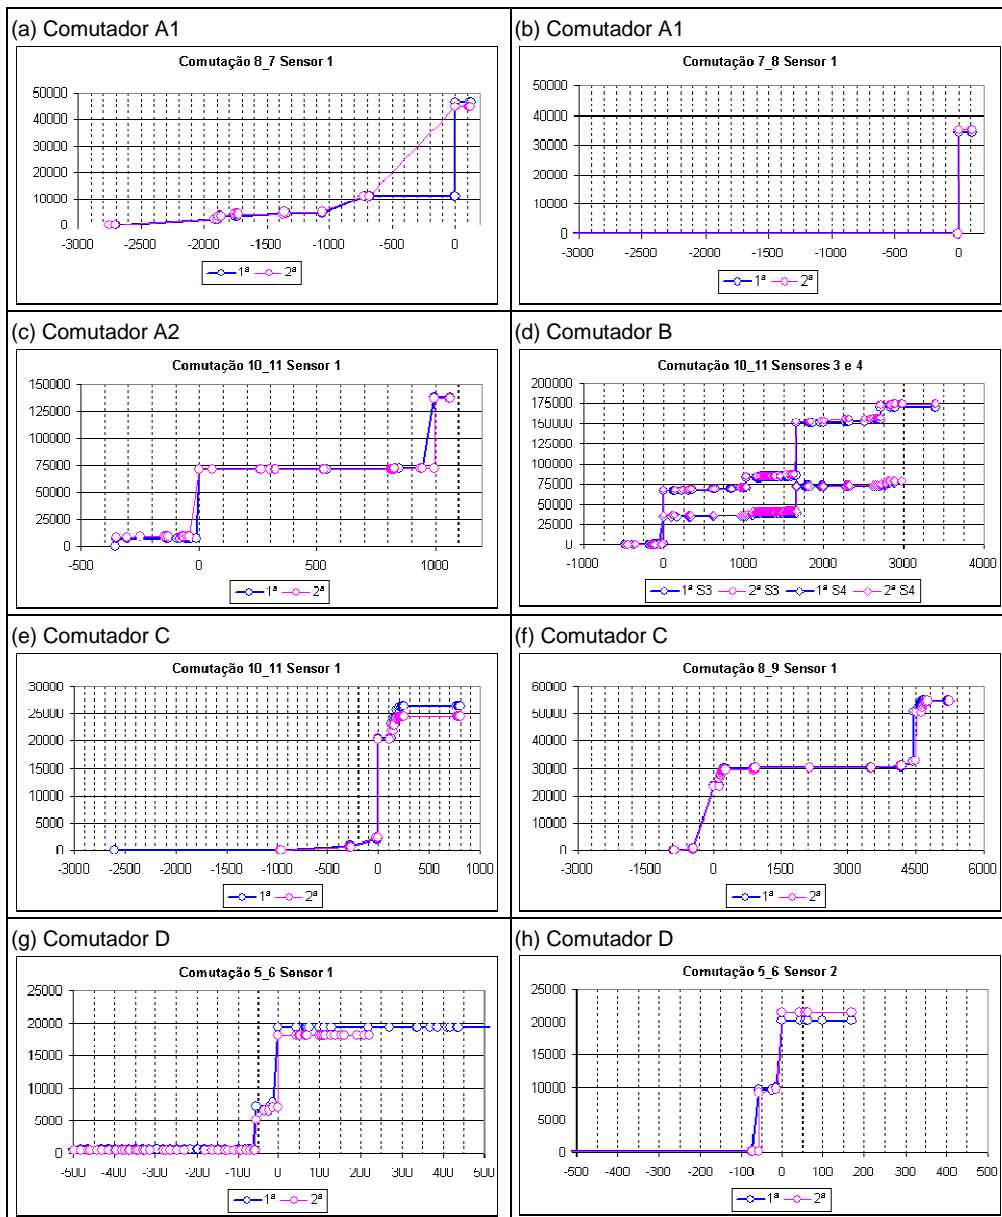 (a) Comutador A1
Comutação 8_7 Sensor 1
50000
40000
30000
20000
10000
0
-3000 -2500 -2000 -1500 -1000 -500 0
1ª 2ª
(b) Comutador A1
Comutação 7_8 Sensor 1
50000
40000
30000
20000
10000
0
-3000 -2500 -2000 -1500 -1000 -500 0
1ª 2ª
(c) Comutador A2
Comutação 10_11 Sensor 1
150000
125000
100000
75000
50000
25000
0
-500 0 500 1000
1ª 2ª
(d) Comutador B
Comutação 10_11 Sensores 3 e 4
200000
175000
150000
125000
100000
75000
50000
25000
0
-1000 0 1000 2000 3000 4000
1ª S3 2ª S3 1ª S4 2ª S4
(e) Comutador C
Comutação 10_11 Sensor 1
30000
25000
20000
15000
10000
5000
0
-3000 -2500 -2000 -1500 -1000 -500 0 500 1000
1ª 2ª
(f) Comutador C
Comutação 8_9 Sensor 1
60000
50000
40000
30000
20000
10000
0
-3000 -1500 0 1500 3000 4500 6000
1ª 2ª
(g) Comutador D
Comutação 5_6 Sensor 1
25000
20000
15000
10000
5000
0
-500 -400 -300 -200 -100 0 100 200 300 400 500
1ª 2ª
(h) Comutador D
Comutação 5_6 Sensor 2
25000
20000
15000
10000
5000
0
-500 -400 -300 -200 -100 0 100 200 300 400 500
1ª 2ª